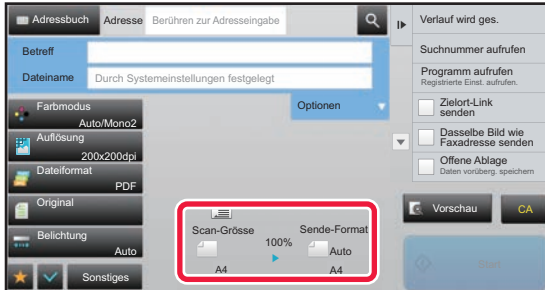 Adressbuch
Adresse
Berühren zur Adresseingabe
Betreff
Dateiname
Durch Systemeinstellungen festgelegt
Farbmodus
Auto/Mono2
Auflösung
200x200dpi
Dateiformat
PDF
Original
Belichtung
Auto
Sonstiges
Optionen
Scan-Grösse
A4
100%
Sende-Format
Auto
A4
Verlauf wird ges.
Suchnummer aufrufen
Programm aufrufen
Registrierte Einst. aufrufen.
Zielort-Link
senden
Dasselbe Bild wie
Faxadresse senden
Offene Ablage
Daten vorüberg. speichern
Vorschau
CA
Start